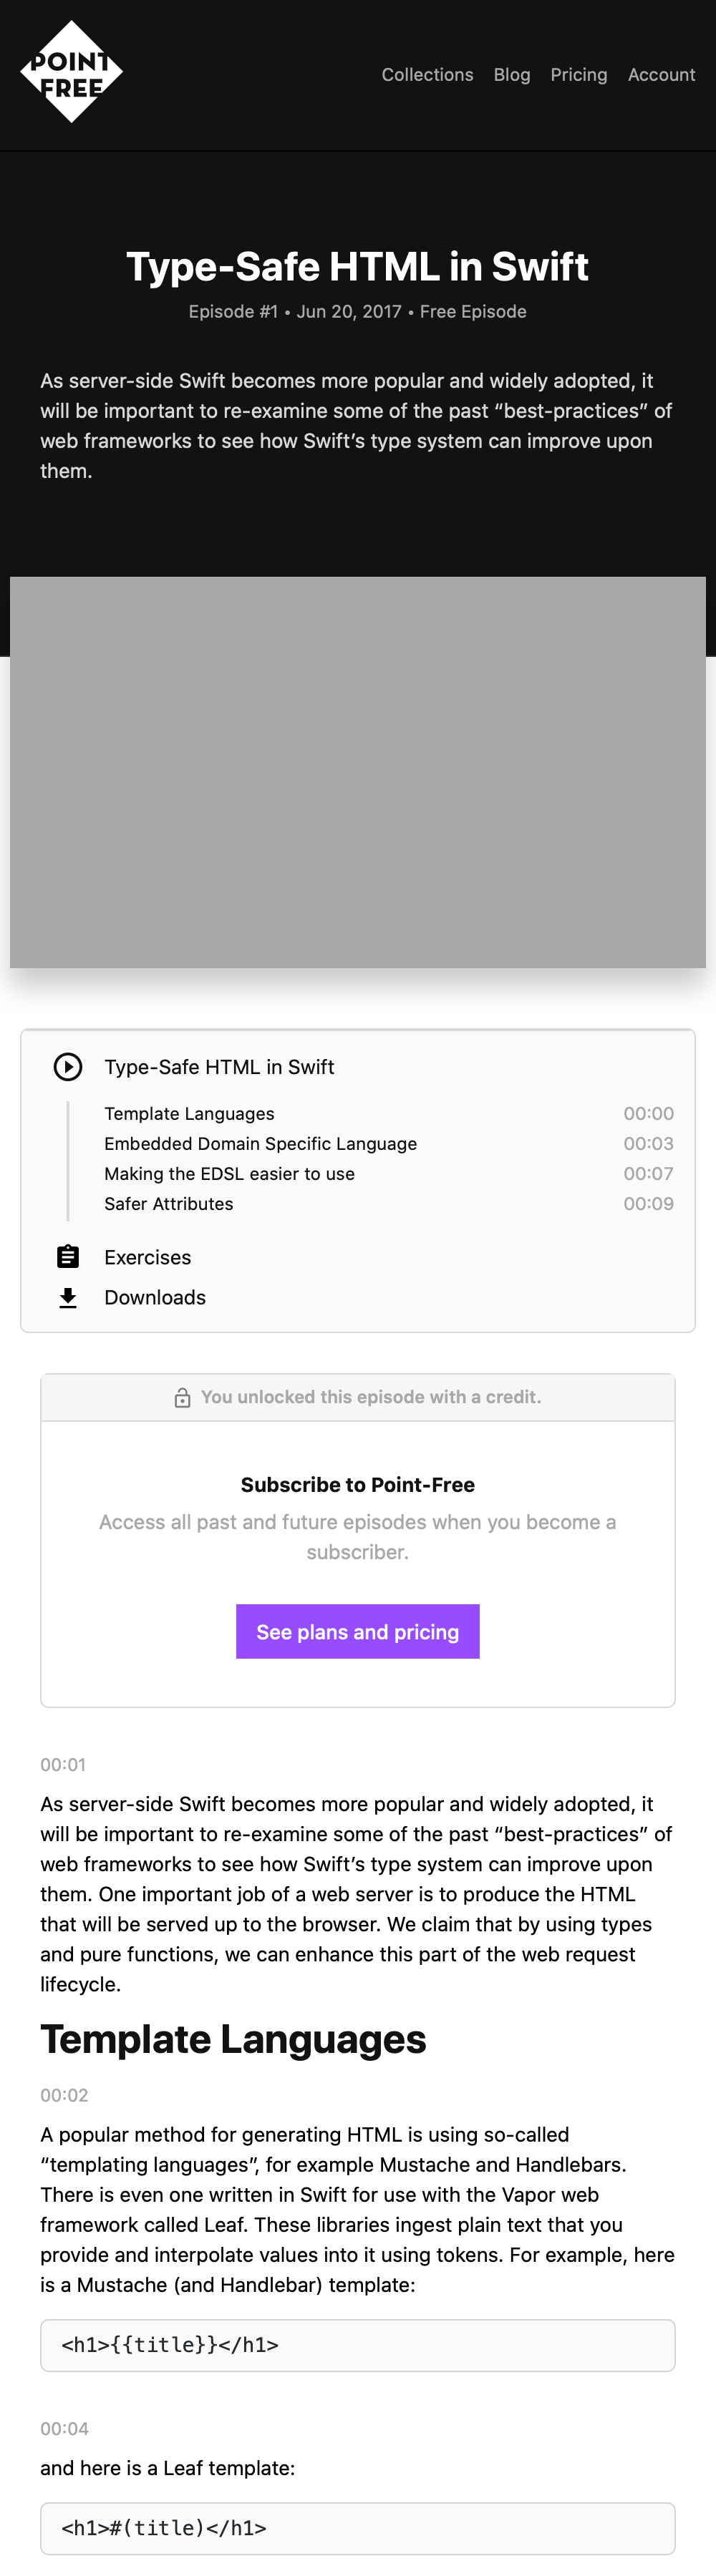 POINT
FREE
Collections Blog Pricing Account
Type-Safe HTML in Swift
Episode #1 • Jun 20, 2017 • Free Episode
As server-side Swift becomes more popular and widely adopted, it
will be important to re-examine some of the past “best-practices” of
web frameworks to see how Swift’s type system can improve upon
them.
Type-Safe HTML in Swift
Template Languages 00:00
Embedded Domain Specific Language 00:03
Making the EDSL easier to use 00:07
Safer Attributes 00:09
Exercises
Downloads
You unlocked this episode with a credit.
Subscribe to Point-Free
Access all past and future episodes when you become a
subscriber.
See plans and pricing
00:01
As server-side Swift becomes more popular and widely adopted, it
will be important to re-examine some of the past “best-practices” of
web frameworks to see how Swift’s type system can improve upon
them. One important job of a web server is to produce the HTML
that will be served up to the browser. We claim that by using types
and pure functions, we can enhance this part of the web request
lifecycle.
Template Languages
00:02
A popular method for generating HTML is using so-called
“templating languages”, for example Mustache and Handlebars.
There is even one written in Swift for use with the Vapor web
framework called Leaf. These libraries ingest plain text that you
provide and interpolate values into it using tokens. For example, here
is a Mustache (and Handlebar) template:
<h1>{{title}}</h1>
00:04
and here is a Leaf template:
<h1>#(title)</h1>